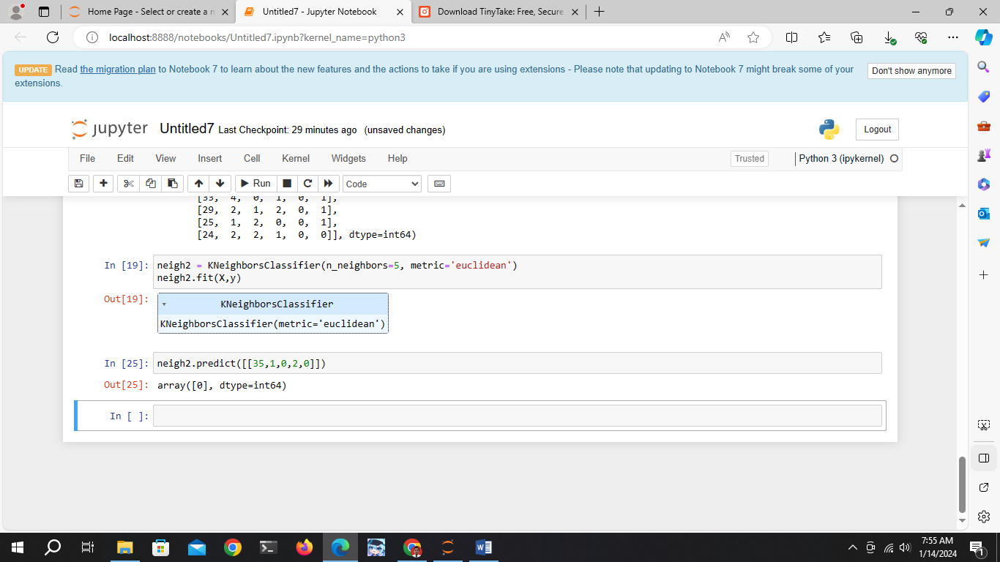 Home Page - Select or create a n
Untitled7 - Jupyter Notebook
Download TinyTake: Free, Secure
localhost:8888/notebooks/Untitled7.ipynb?kernel_name=python3
UPDATE Read the migration plan to Notebook 7 to learn about the new features and the actions to take if you are using extensions - Please note that updating to Notebook 7 might break some of your
extensions.
Don't show anymore
jupyter Untitled7 Last Checkpoint: 29 minutes ago (unsaved changes)
Logout
File Edit View Insert Cell Kernel Widgets Help
Trusted
Python 3 (ipykernel)
Run
Code
[33, 4, 0, 1, 0, 1],
[29, 2, 1, 2, 0, 1],
[25, 1, 2, 0, 0, 1],
[24, 2, 2, 1, 0, 0]], dtype=int64)
In [19]: neigh2 = KNeighborsClassifier(n_neighbors=5, metric='euclidean')
neigh2.fit(X,y)
Out[19]: KNeighborsClassifier
KNeighborsClassifier(metric='euclidean')
In [25]: neigh2.predict([[35,1,0,2,0]])
Out[25]: array([0], dtype=int64)
In [ ]:
7:55 AM
1/14/2024
1